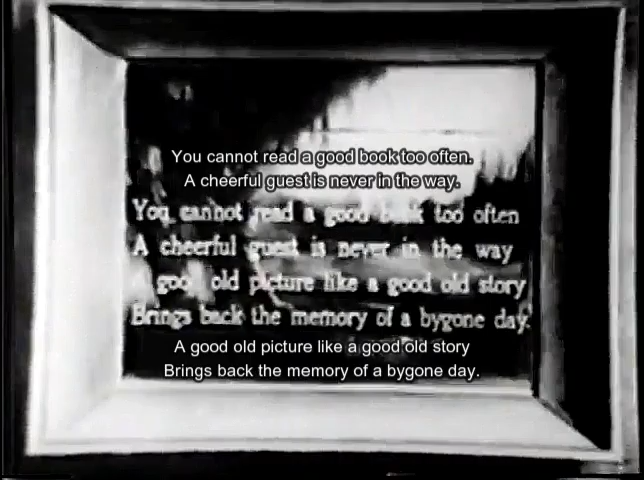 You cannot read a good book too often.
A cheerful guest is never in the way.
You cannot read a good book too often
A cheerful guest is never in the way
A good old picture like a good old story
Brings back the memory of a bygone day.
A good old picture like a good old story
Brings back the memory of a bygone day.